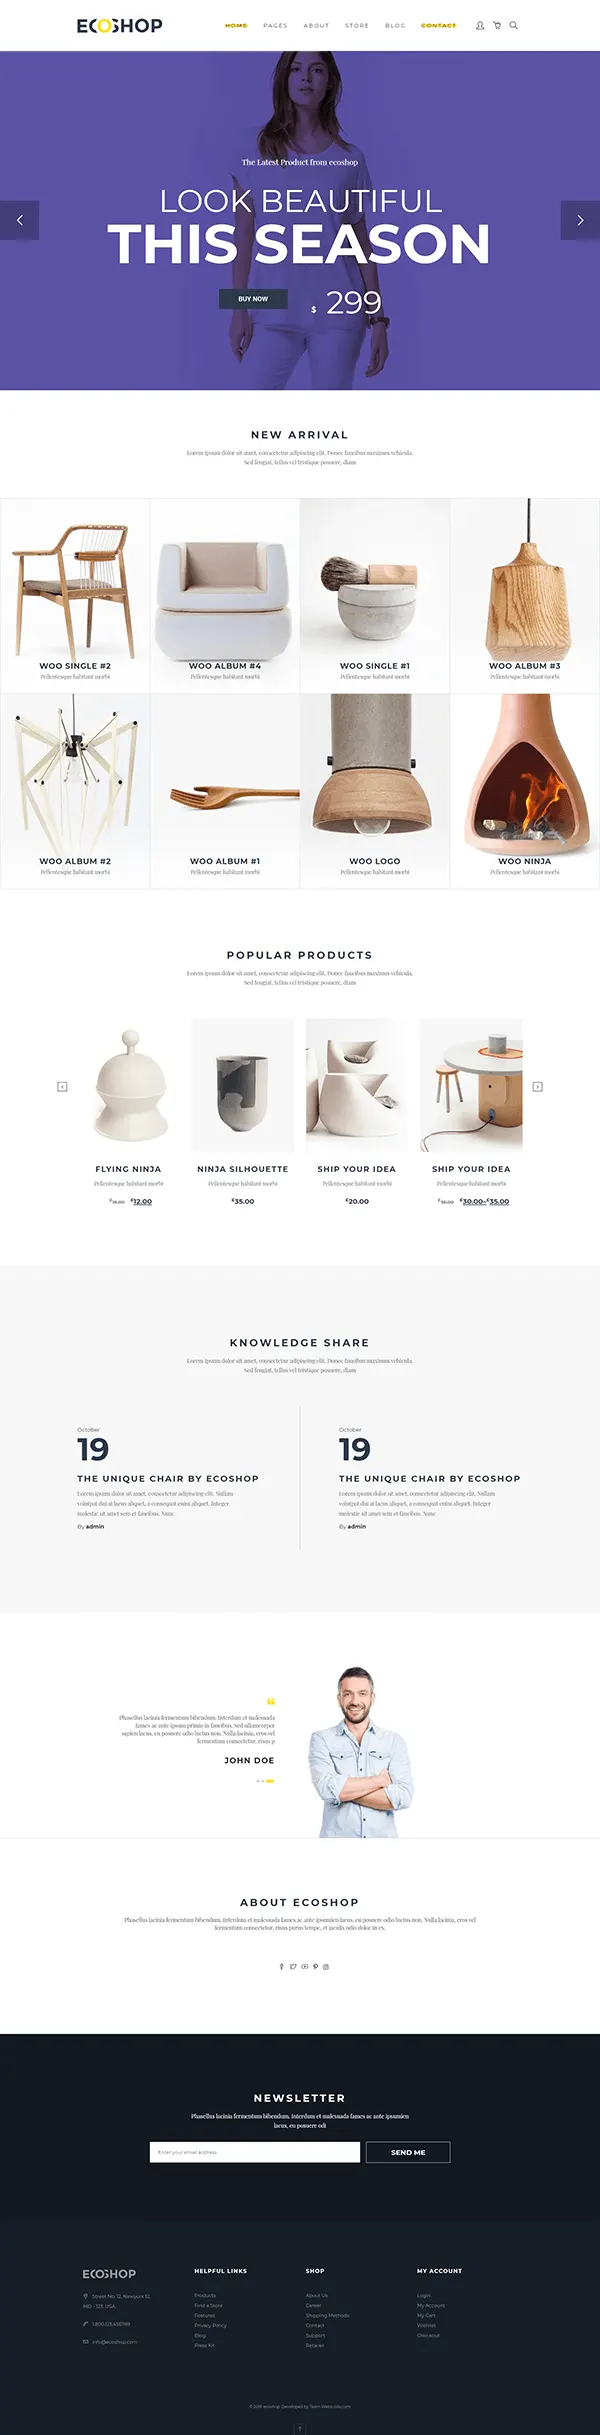 ECOSHOP
HOME PAGES ABOUT STORE BLOG CONTACT
The Latest Product from ecoshop
LOOK BEAUTIFUL
THIS SEASON
BUY NOW
$ 299
NEW ARRIVAL
Lorem ipsum dolor sit amet, consectetur adipiscing elit. Donec faucibus maximus vehicula.
Sed feugiat, tellus vel tristique posuere, diam
WOO SINGLE #2
Pellentesque habitant morbi
WOO ALBUM #4
Pellentesque habitant morbi
WOO SINGLE #1
Pellentesque habitant morbi
WOO ALBUM #3
Pellentesque habitant morbi
WOO ALBUM #2
Pellentesque habitant morbi
WOO ALBUM #1
Pellentesque habitant morbi
WOO LOGO
Pellentesque habitant morbi
WOO NINJA
Pellentesque habitant morbi
POPULAR PRODUCTS
Lorem ipsum dolor sit amet, consectetur adipiscing elit. Donec faucibus maximus vehicula.
Sed feugiat, tellus vel tristique posuere, diam
FLYING NINJA
Pellentesque habitant morbi
£15.00 £12.00
NINJA SILHOUETTE
Pellentesque habitant morbi
£35.00
SHIP YOUR IDEA
Pellentesque habitant morbi
£20.00
SHIP YOUR IDEA
Pellentesque habitant morbi
£35.00 £30.00–£35.00
KNOWLEDGE SHARE
Lorem ipsum dolor sit amet, consectetur adipiscing elit. Donec faucibus maximus vehicula.
Sed feugiat, tellus vel tristique posuere, diam
October
19
THE UNIQUE CHAIR BY ECOSHOP
Lorem ipsum dolor sit amet, consectetur adipiscing elit. Nullam
volutpat dui at lacus aliquet, a consequat enim aliquet. Integer
molestie sit amet sem et faucibus. Nunc
By admin
October
19
THE UNIQUE CHAIR BY ECOSHOP
Lorem ipsum dolor sit amet, consectetur adipiscing elit. Nullam
volutpat dui at lacus aliquet, a consequat enim aliquet. Integer
molestie sit amet sem et faucibus. Nunc
By admin
“
Phasellus lacinia fermentum bibendum. Interdum et malesuada
fames ac ante ipsum primis in faucibus. Sed ullamcorper
sapien lacus, eu posuere odio luctus non. Nulla lacinia, eros vel
fermentum consectetur, risus p
JOHN DOE
ABOUT ECOSHOP
Phasellus lacinia fermentum bibendum. Interdum et malesuada fames ac ante ipsumien lacus, eu posuere odio luctus non. Nulla lacinia, eros vel
fermentum consectetur, risus purus tempe, et iaculis odio dolor in ex.
NEWSLETTER
Phasellus lacinia fermentum bibendum. Interdum et malesuada fames ac ante ipsumien
lacus, eu posuere odi
Enter your email address
SEND ME
ECOSHOP
Street No. 12, Newyork 12,
MD - 123, USA.
1.800.123.456789
info@ecoshop.com
HELPFUL LINKS
Products
Find a Store
Features
Privacy Policy
Blog
Press Kit
SHOP
About Us
Career
Shipping Methods
Contact
Support
Retailer
MY ACCOUNT
Login
My Account
My Cart
Wishlist
Checkout